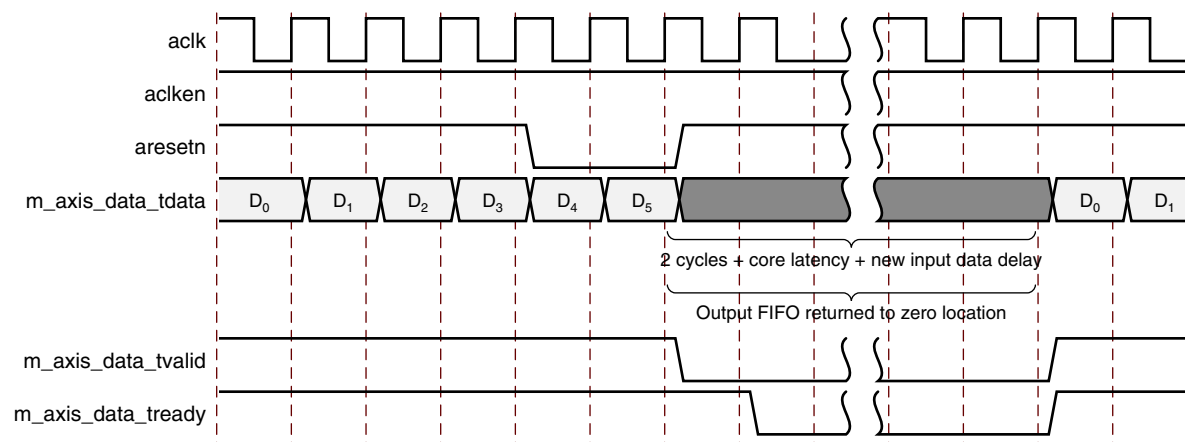 aclk
aclken
aresetn
m_axis_data_tdata D0 D1 D2 D3 D4 D5 D0 D1
2 cycles + core latency + new input data delay
Output FIFO returned to zero location
m_axis_data_tvalid
m_axis_data_tready